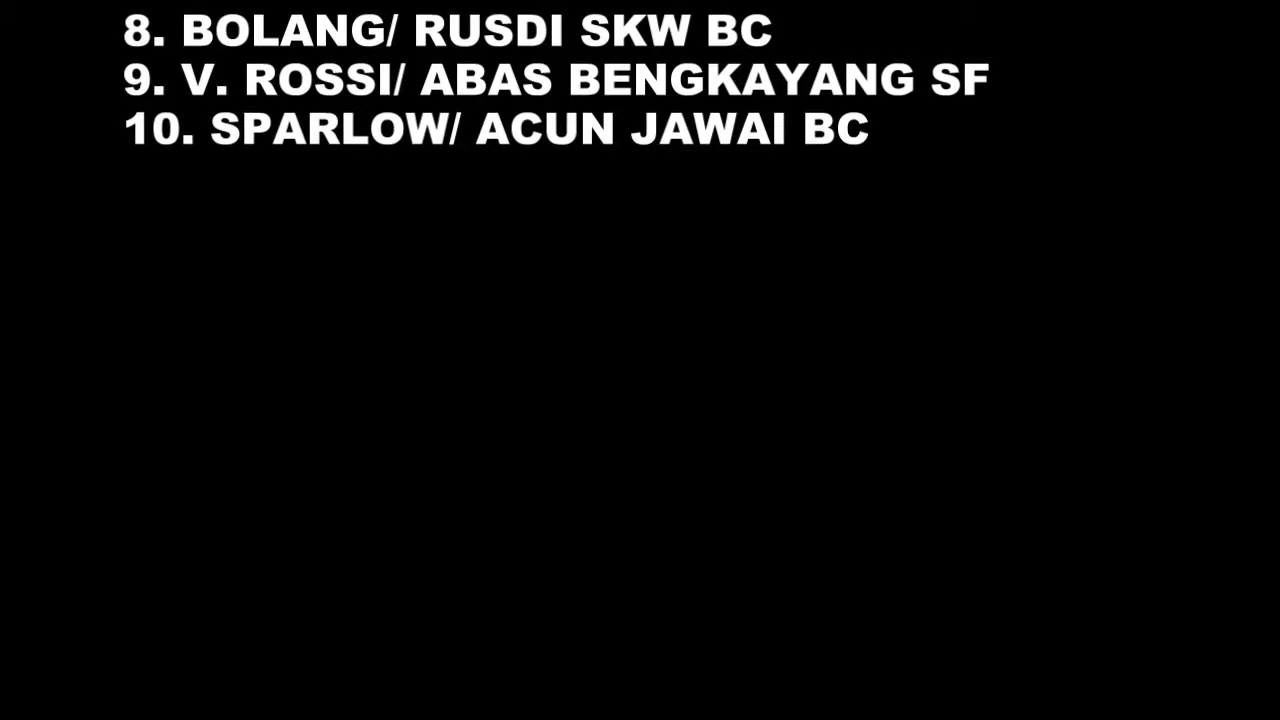 8. BOLANG/ RUSDI SKW BC
9. V. ROSSI/ ABAS BENGKAYANG SF
10. SPARLOW/ ACUN JAWAI BC